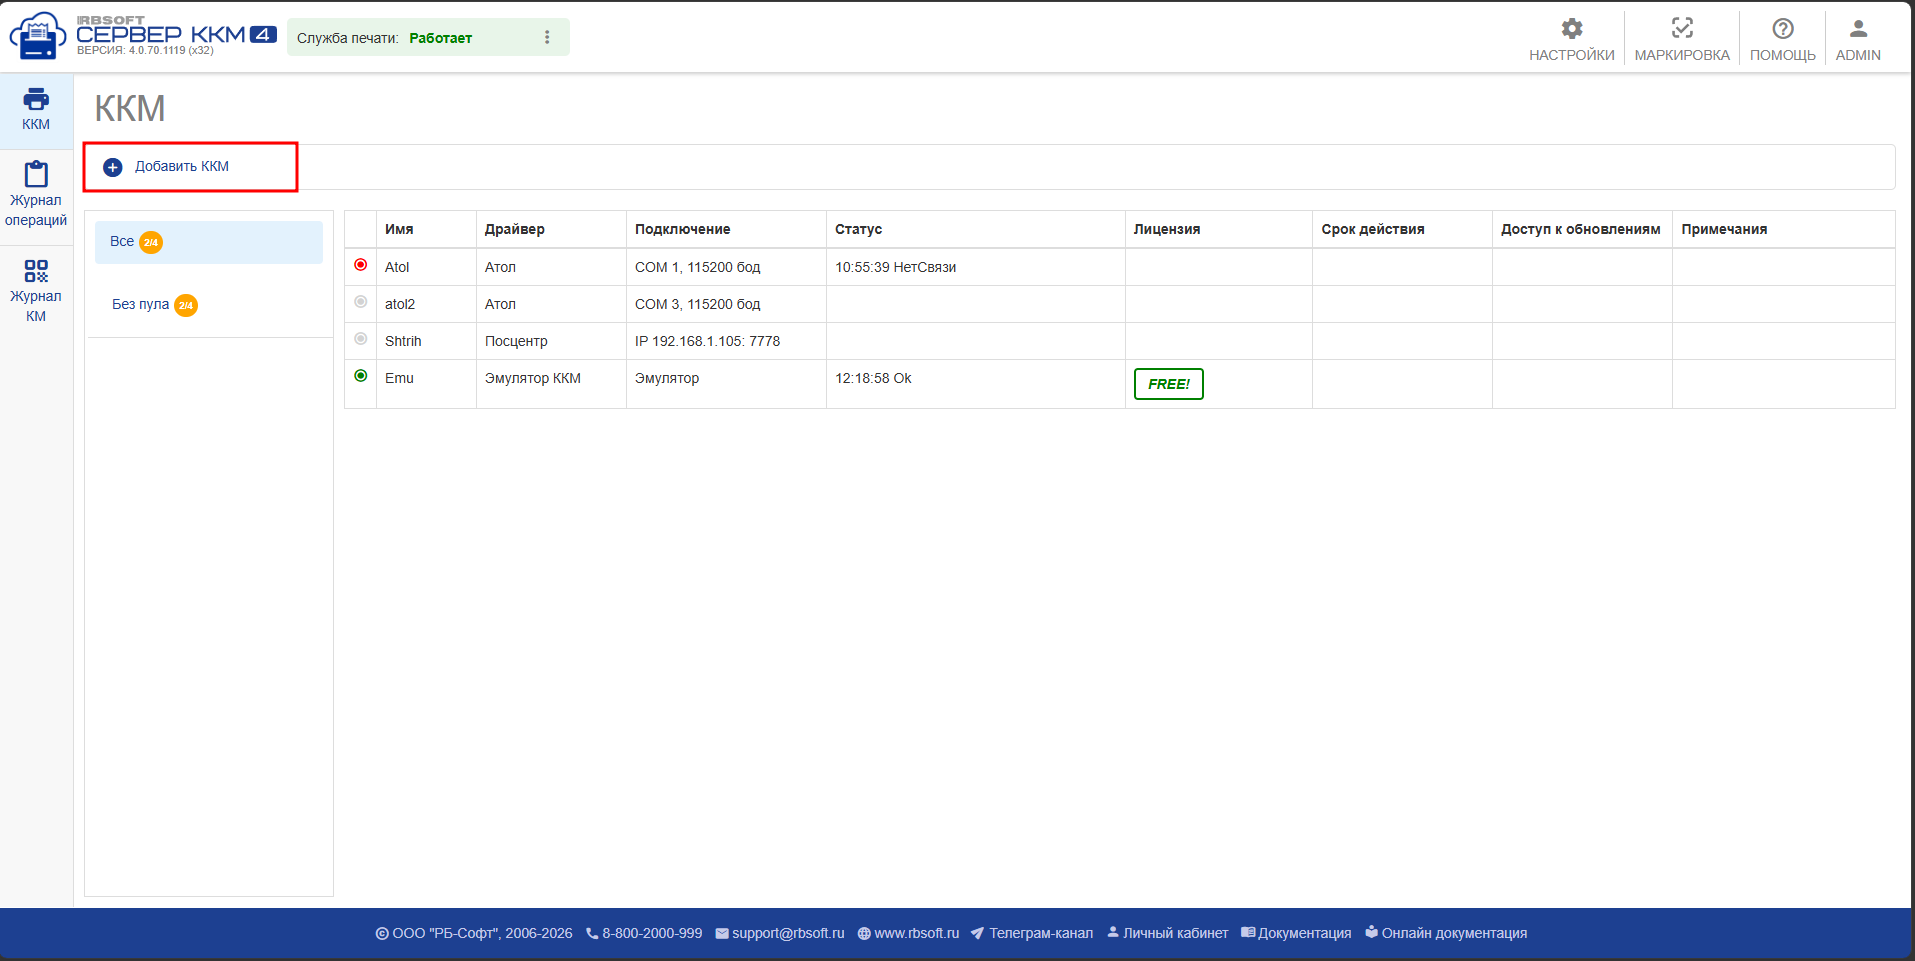 RBSOFT
СЕРВЕР ККМ 4
ВЕРСИЯ: 4.0.70.1119 (x32)
Служба печати: Работает
НАСТРОЙКИ
МАРКИРОВКА
ПОМОЩЬ
ADMIN
ККМ
Журнал
операций
Журнал
КМ
ККМ
Добавить ККМ
Все 2/4
Без пула 2/4
Имя Драйвер Подключение Статус Лицензия Срок действия Доступ к обновлениям Примечания
Atol Атол COM 1, 115200 бод 10:55:39 НетСвязи
atol2 Атол COM 3, 115200 бод
Shtrih Посцентр IP 192.168.1.105: 7778
Emu Эмулятор ККМ Эмулятор 12:18:58 Ok FREE!
© ООО "РБ-Софт", 2006-2026 8-800-2000-999 support@rbsoft.ru www.rbsoft.ru Телеграм-канал Личный кабинет Документация Онлайн документация